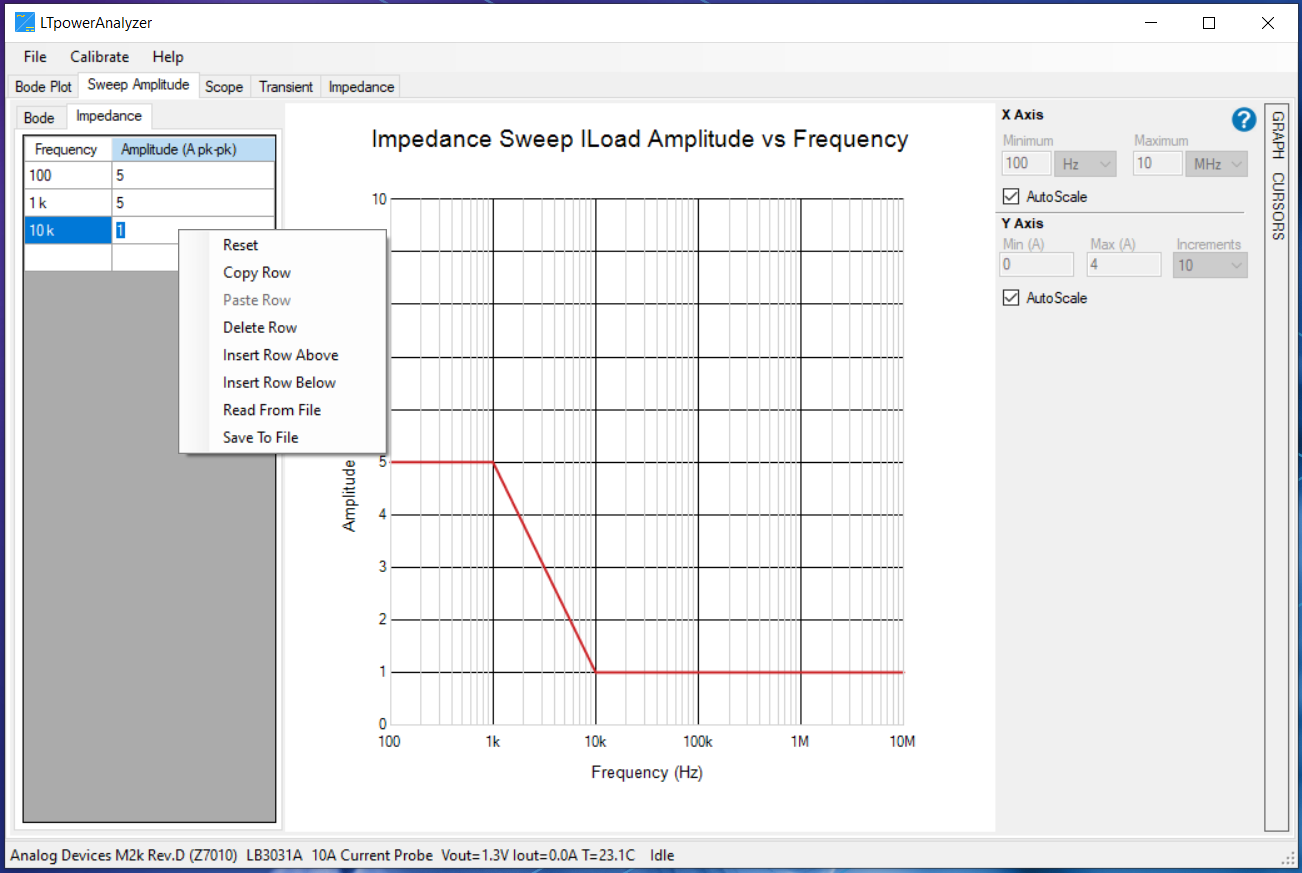 LTpowerAnalyzer
File Calibrate Help
Bode Plot Sweep Amplitude Scope Transient Impedance
Bode Impedance
Frequency Amplitude (A pk-pk)
100 5
1 k 5
10 k 1
Reset
Copy Row
Paste Row
Delete Row
Insert Row Above
Insert Row Below
Read From File
Save To File
Impedance Sweep ILoad Amplitude vs Frequency
10
5
4
3
2
1
0
Amplitude
100 1k 10k 100k 1M 10M
Frequency (Hz)
X Axis
Minimum Maximum
100 Hz 10 MHz
AutoScale
Y Axis
Min (A) Max (A) Increments
0 4 10
AutoScale
?
GRAPH CURSORS
Analog Devices M2k Rev.D (Z7010) LB3031A 10A Current Probe Vout=1.3V Iout=0.0A T=23.1C Idle